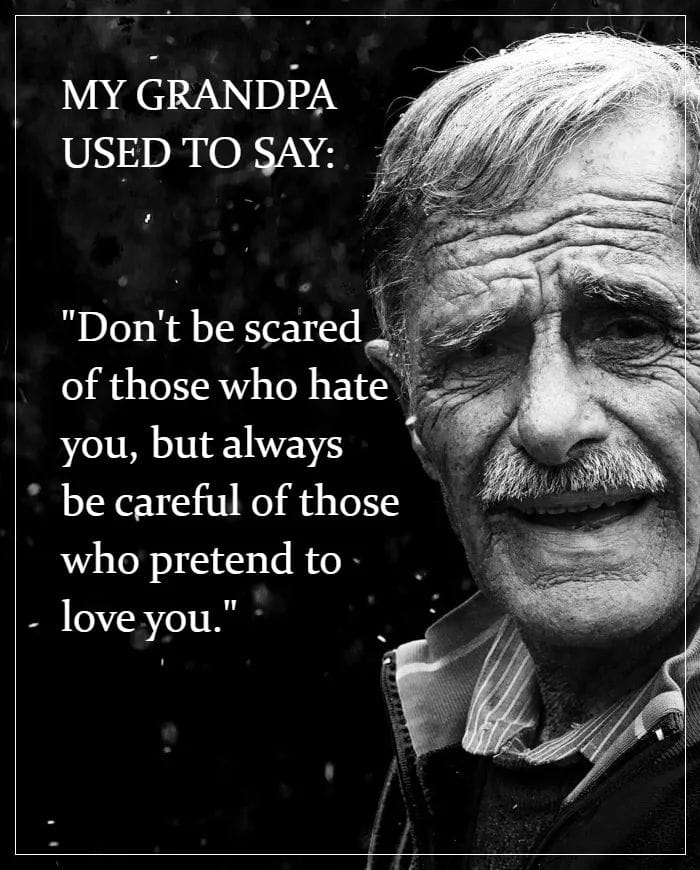 MY GRANDPA
USED TO SAY:
"Don't be scared
of those who hate
you, but always
be careful of those
who pretend to
love you."